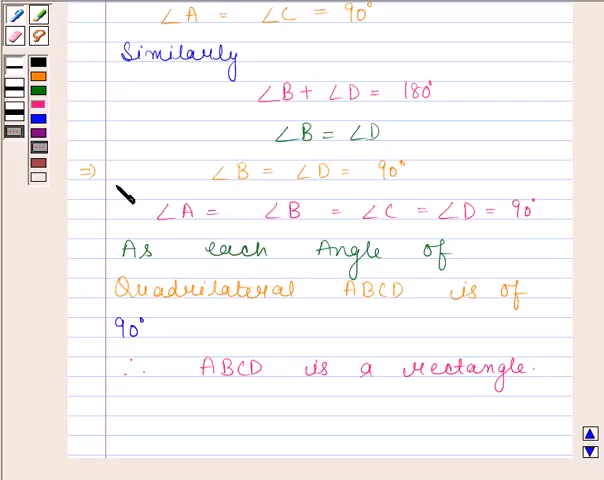 ∠A = ∠C = 90°
Similarly
∠B + ∠D = 180°
∠B = ∠D
⇒ ∠B = ∠D = 90°
∠A = ∠B = ∠C = ∠D = 90°
As each Angle of
Quadrilateral ABCD is of
90°
∴ ABCD is a rectangle.